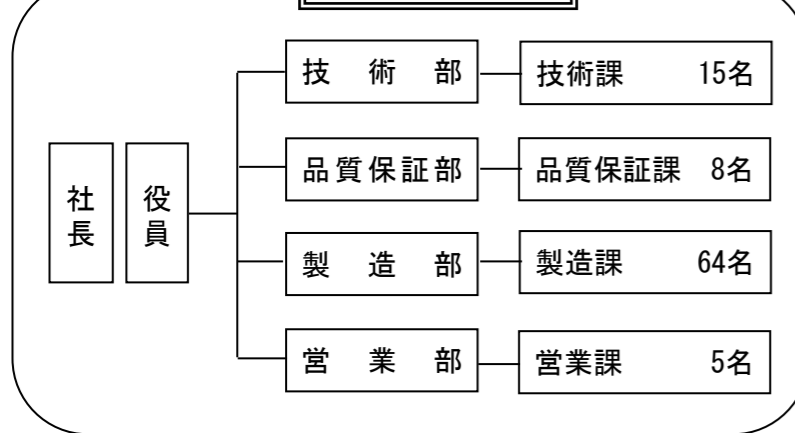 社長
役員
技術部 技術課 15名
品質保証部 品質保証課 8名
製造部 製造課 64名
営業部 営業課 5名